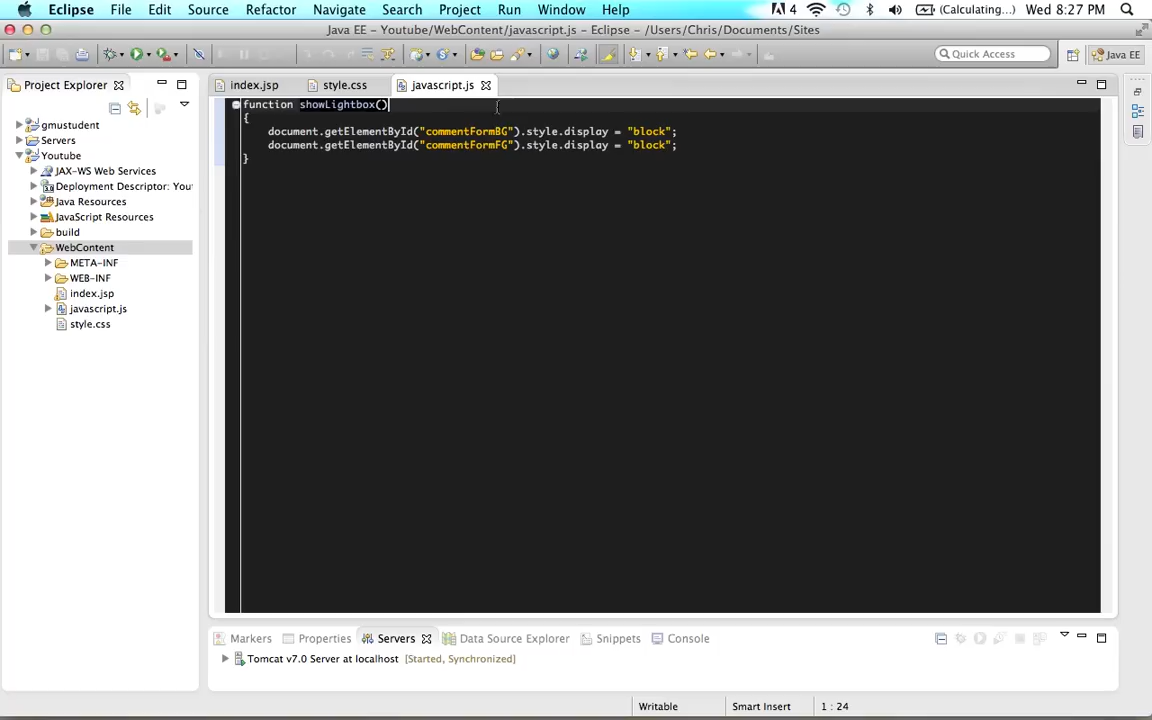 Eclipse File Edit Source Refactor Navigate Search Project Run Window Help 4 (Calculating...) Wed 8:27 PM
Java EE - Youtube/WebContent/javascript.js - Eclipse - /Users/Chris/Documents/Sites
Quick Access Java EE
Project Explorer index.jsp style.css javascript.js
gmustudent
Servers
Youtube
JAX-WS Web Services
Deployment Descriptor: You
Java Resources
JavaScript Resources
build
WebContent
META-INF
WEB-INF
index.jsp
javascript.js
style.css
function showLightbox()
{
document.getElementById("commentFormBG").style.display = "block";
document.getElementById("commentFormFG").style.display = "block";
}
Markers Properties Servers Data Source Explorer Snippets Console
Tomcat v7.0 Server at localhost [Started, Synchronized]
Writable Smart Insert 1 : 24